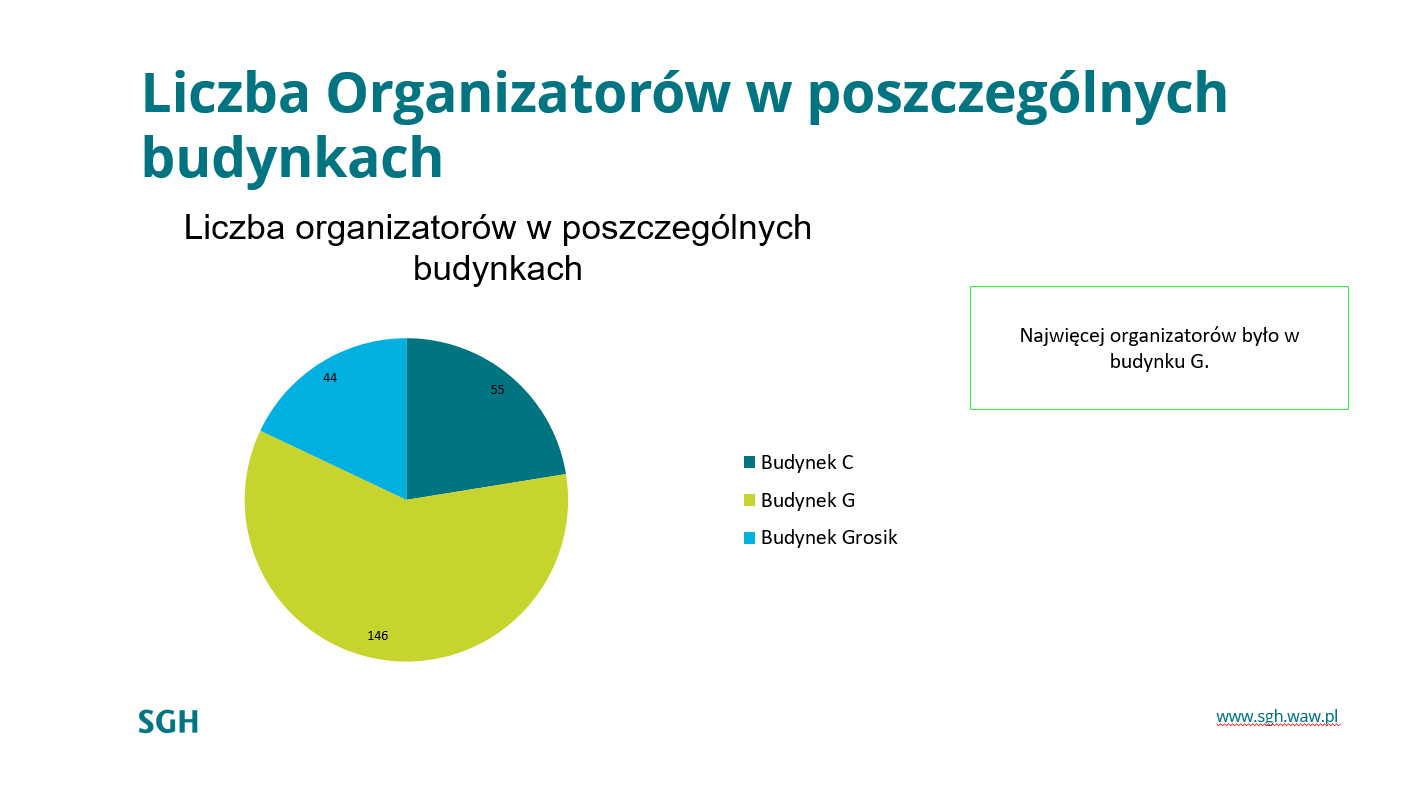 Liczba Organizatorów w poszczególnych
budynkach
Liczba organizatorów w poszczególnych
budynkach
Najwięcej organizatorów było w
budynku G.
44
55
146
Budynek C
Budynek G
Budynek Grosik
SGH
www.sgh.waw.pl